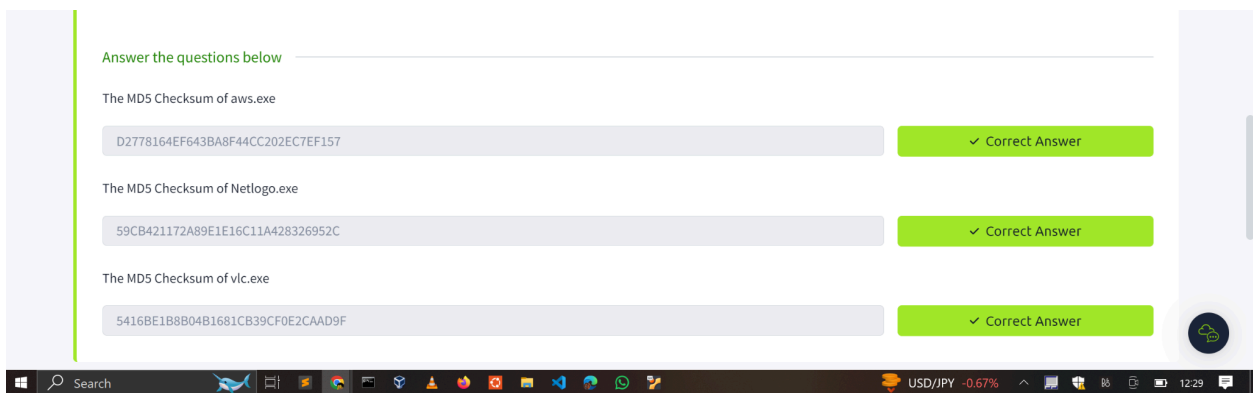 Answer the questions below
The MD5 Checksum of aws.exe
D2778164EF643BA8F44CC202EC7EF157
✓ Correct Answer
The MD5 Checksum of Netlogo.exe
59CB421172A89E1E16C11A428326952C
✓ Correct Answer
The MD5 Checksum of vlc.exe
5416BE1B8B04B1681CB39CF0E2CAAD9F
✓ Correct Answer
Search
USD/JPY -0.67%
12:29